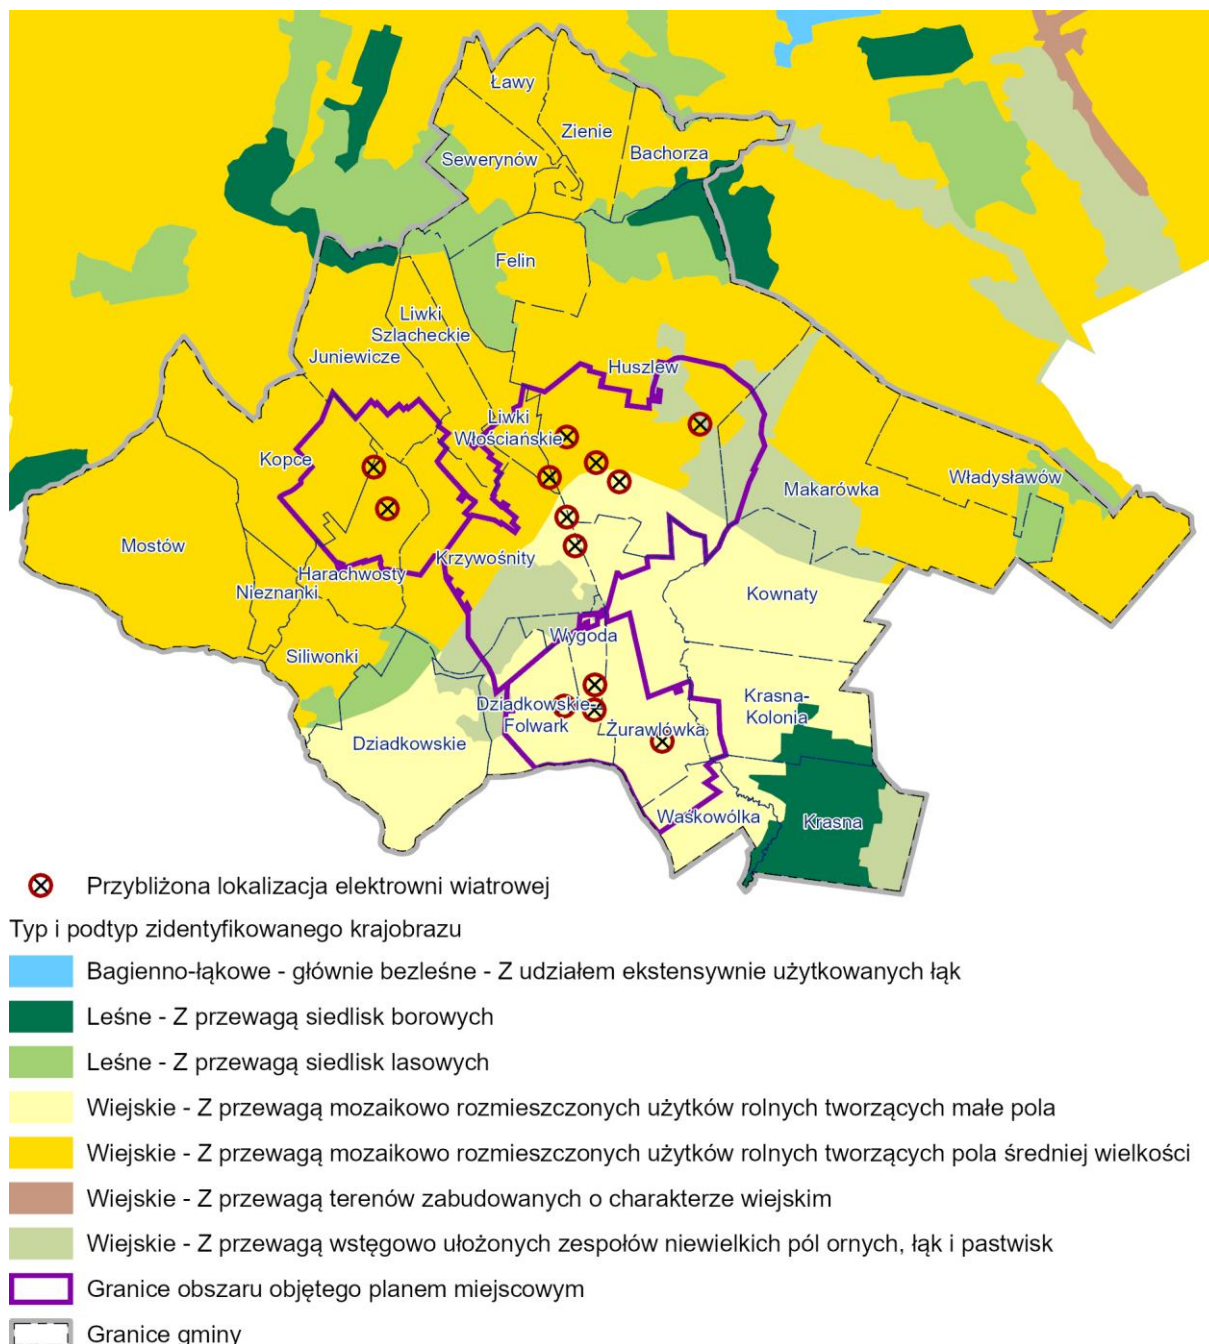 Ławy
Zienie
Sewerynów
Bachorza
Felin
Liwki
Szlacheckie
Juniewicze
Huszlew
Liwki
Włościańskie
Kopce
Władysławów
Makarówka
Mostów
Krzywośnity
Harachwosty
Nieznanki
Kownaty
Wygoda
Siliwonki
Krasna-
Kolonia
Dziadkowskie-
Folwark
Żurawlówka
Dziadkowskie
Waśkowólka
Krasna
Przybliżona lokalizacja elektrowni wiatrowej
Typ i podtyp zidentyfikowanego krajobrazu
Bagienno-łąkowe - głównie bezleśne - Z udziałem ekstensywnie użytkowanych łąk
Leśne - Z przewagą siedlisk borowych
Leśne - Z przewagą siedlisk lasowych
Wiejskie - Z przewagą mozaikowo rozmieszczonych użytków rolnych tworzących małe pola
Wiejskie - Z przewagą mozaikowo rozmieszczonych użytków rolnych tworzących pola średniej wielkości
Wiejskie - Z przewagą terenów zabudowanych o charakterze wiejskim
Wiejskie - Z przewagą wstęgowo ułożonych zespołów niewielkich pól ornych, łąk i pastwisk
Granice obszaru objętego planem miejscowym
Granice gminy